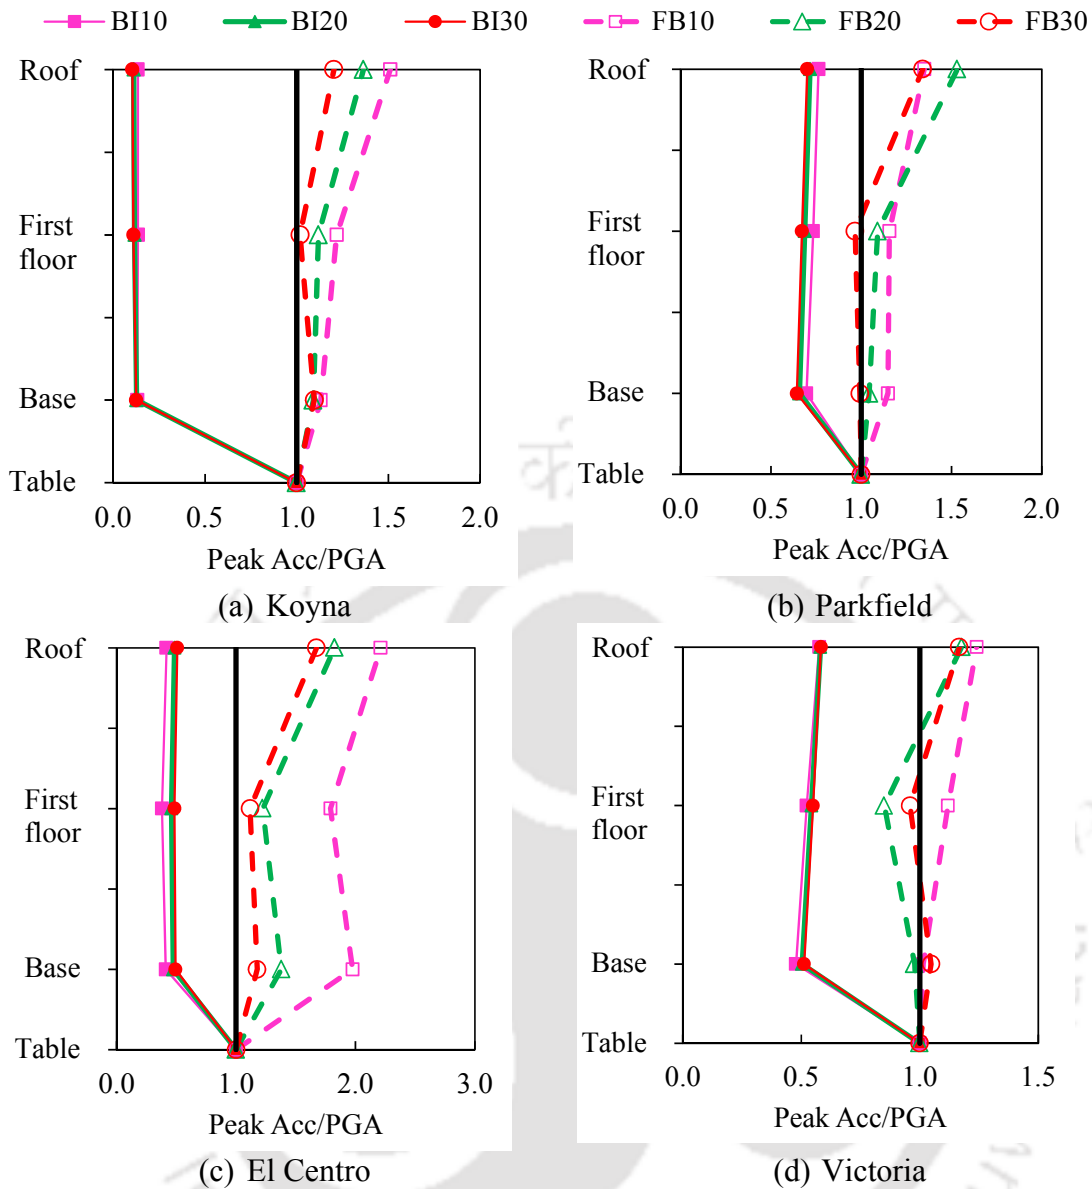 BI10 BI20 BI30 FB10 FB20 FB30
Roof
First
floor
Base
Table
0.0 0.5 1.0 1.5 2.0
Peak Acc/PGA
(a) Koyna
Roof
First
floor
Base
Table
0.0 0.5 1.0 1.5 2.0
Peak Acc/PGA
(b) Parkfield
Roof
First
floor
Base
Table
0.0 1.0 2.0 3.0
Peak Acc/PGA
(c) El Centro
Roof
First
floor
Base
Table
0.0 0.5 1.0 1.5
Peak Acc/PGA
(d) Victoria